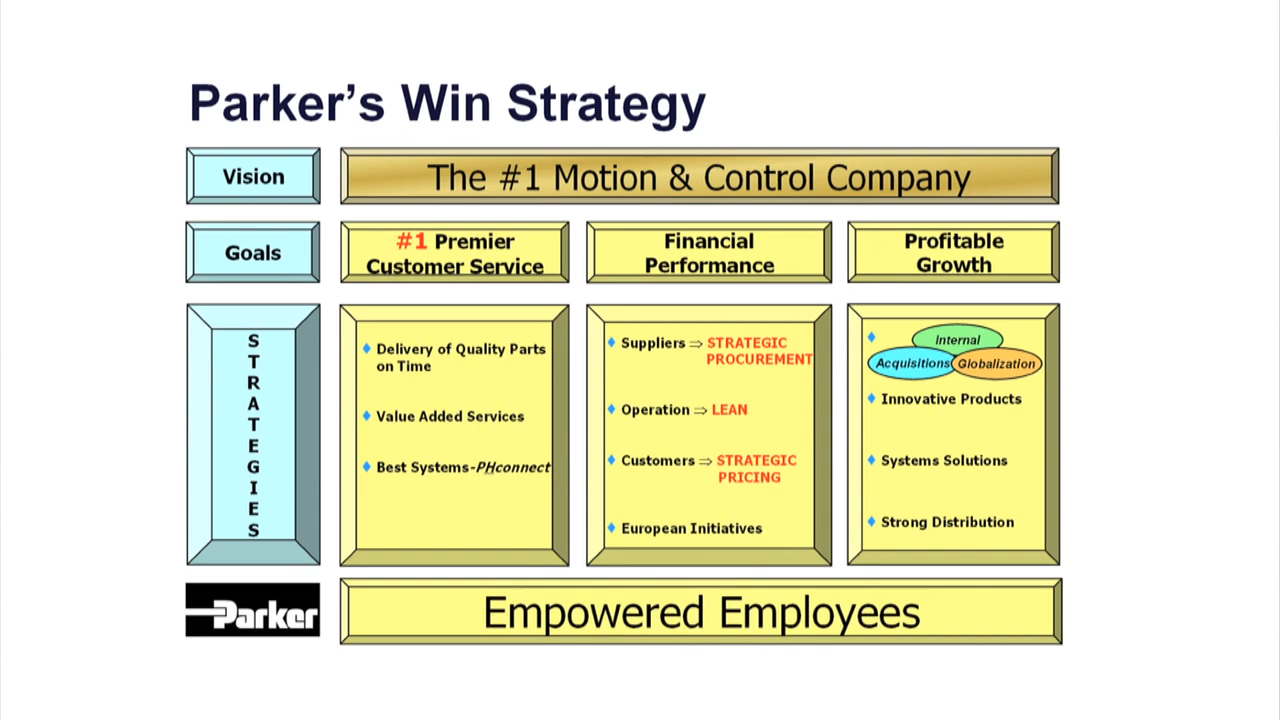 Parker’s Win Strategy
Vision
The #1 Motion & Control Company
Goals
#1 Premier
Customer Service
Financial
Performance
Profitable
Growth
STRATEGIES
Delivery of Quality Parts
on Time
Value Added Services
Best Systems-PHconnect
Suppliers ⇒ STRATEGIC
PROCUREMENT
Operation ⇒ LEAN
Customers ⇒ STRATEGIC
PRICING
European Initiatives
Internal
Acquisitions
Globalization
Innovative Products
Systems Solutions
Strong Distribution
Parker
Empowered Employees